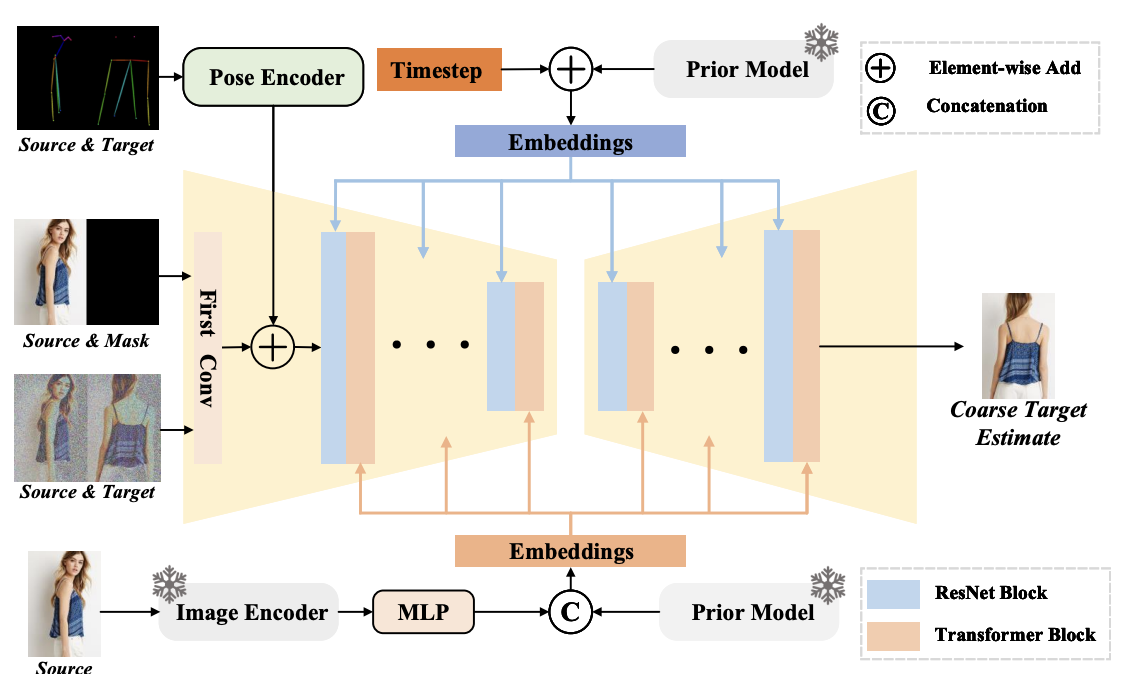 Pose Encoder
Timestep
Prior Model
Element-wise Add
Concatenation
C
Source & Target
Embeddings
Source & Mask
First Conv
Source & Target
Coarse Target
Estimate
Embeddings
Image Encoder
MLP
C
Prior Model
ResNet Block
Transformer Block
Source